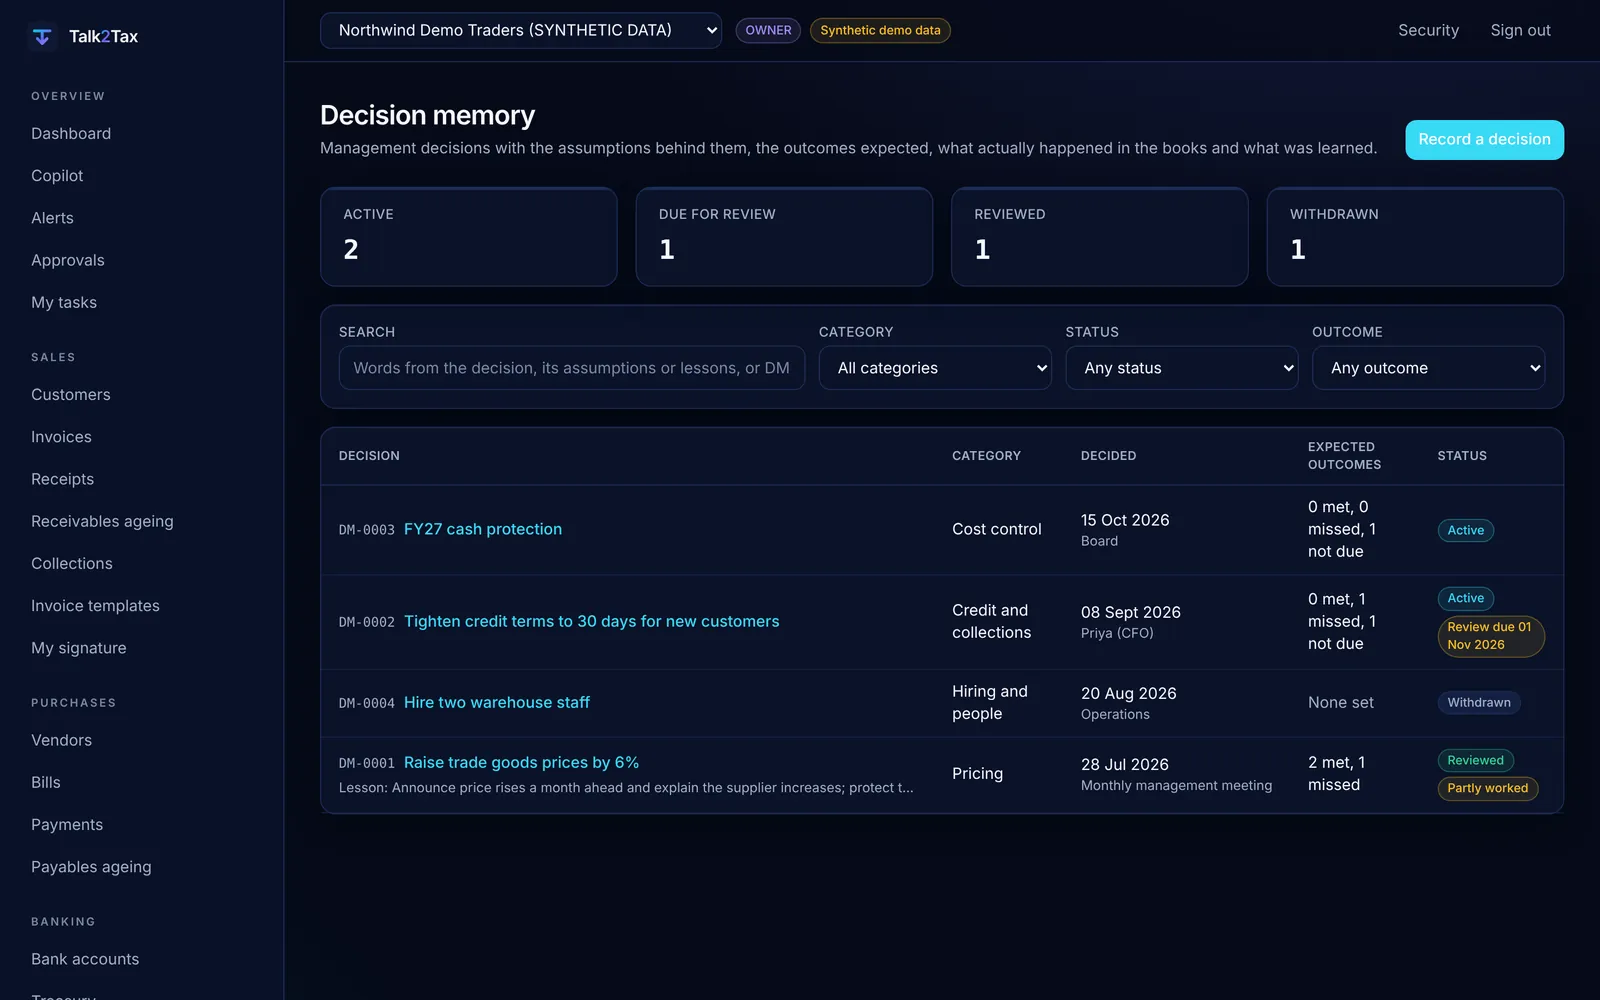 Talk2Tax
Northwind Demo Traders (SYNTHETIC DATA)
OWNER
Synthetic demo data
Security
Sign out
OVERVIEW
Dashboard
Copilot
Alerts
Approvals
My tasks
SALES
Customers
Invoices
Receipts
Receivables ageing
Collections
Invoice templates
My signature
PURCHASES
Vendors
Bills
Payments
Payables ageing
BANKING
Bank accounts
Treasury
Decision memory
Management decisions with the assumptions behind them, the outcomes expected, what actually happened in the books and what was learned.
Record a decision
ACTIVE
2
DUE FOR REVIEW
1
REVIEWED
1
WITHDRAWN
1
SEARCH
Words from the decision, its assumptions or lessons, or DM
CATEGORY
All categories
STATUS
Any status
OUTCOME
Any outcome
DECISION
CATEGORY
DECIDED
EXPECTED
OUTCOMES
STATUS
DM-0003 FY27 cash protection
Cost control
15 Oct 2026
Board
0 met, 0
missed, 1
not due
Active
DM-0002 Tighten credit terms to 30 days for new customers
Credit and
collections
08 Sept 2026
Priya (CFO)
0 met, 1
missed, 1
not due
Active
Review due 01
Nov 2026
DM-0004 Hire two warehouse staff
Hiring and
people
20 Aug 2026
Operations
None set
Withdrawn
DM-0001 Raise trade goods prices by 6%
Lesson: Announce price rises a month ahead and explain the supplier increases; protect t...
Pricing
28 Jul 2026
Monthly management meeting
2 met, 1
missed
Reviewed
Partly worked